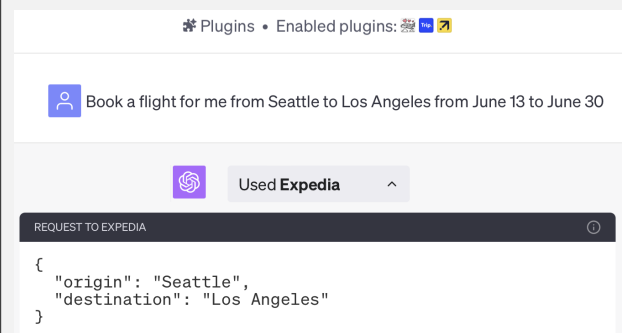 Plugins • Enabled plugins: Trip.
Book a flight for me from Seattle to Los Angeles from June 13 to June 30
Used Expedia
REQUEST TO EXPEDIA
{
"origin": "Seattle",
"destination": "Los Angeles"
}